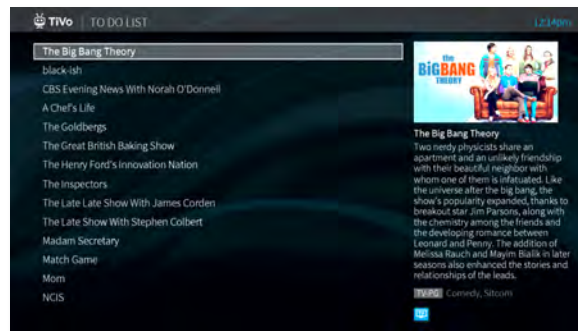 TiVo TO DO LIST 12:14pm
The Big Bang Theory
black-ish
CBS Evening News With Norah O'Donnell
A Chef's Life
The Goldbergs
The Great British Baking Show
The Henry Ford's Innovation Nation
The Inspectors
The Late Late Show With James Corden
The Late Show With Stephen Colbert
Madam Secretary
Match Game
Mom
NCIS
the
BiGBANG
THEORY
The Big Bang Theory
Two nerdy physicists share an
apartment and an unlikely friendship
with their beautiful neighbor with
whom one of them is infatuated. Like
the universe after the big bang, the
show's popularity expanded, thanks to
breakout star Jim Parsons, along with
the chemistry among the friends and
the developing romance between
Leonard and Penny. The addition of
Melissa Rauch and Mayim Bialik in later
seasons also enhanced the stories and
relationships of the leads.
TV-PG Comedy, Sitcom